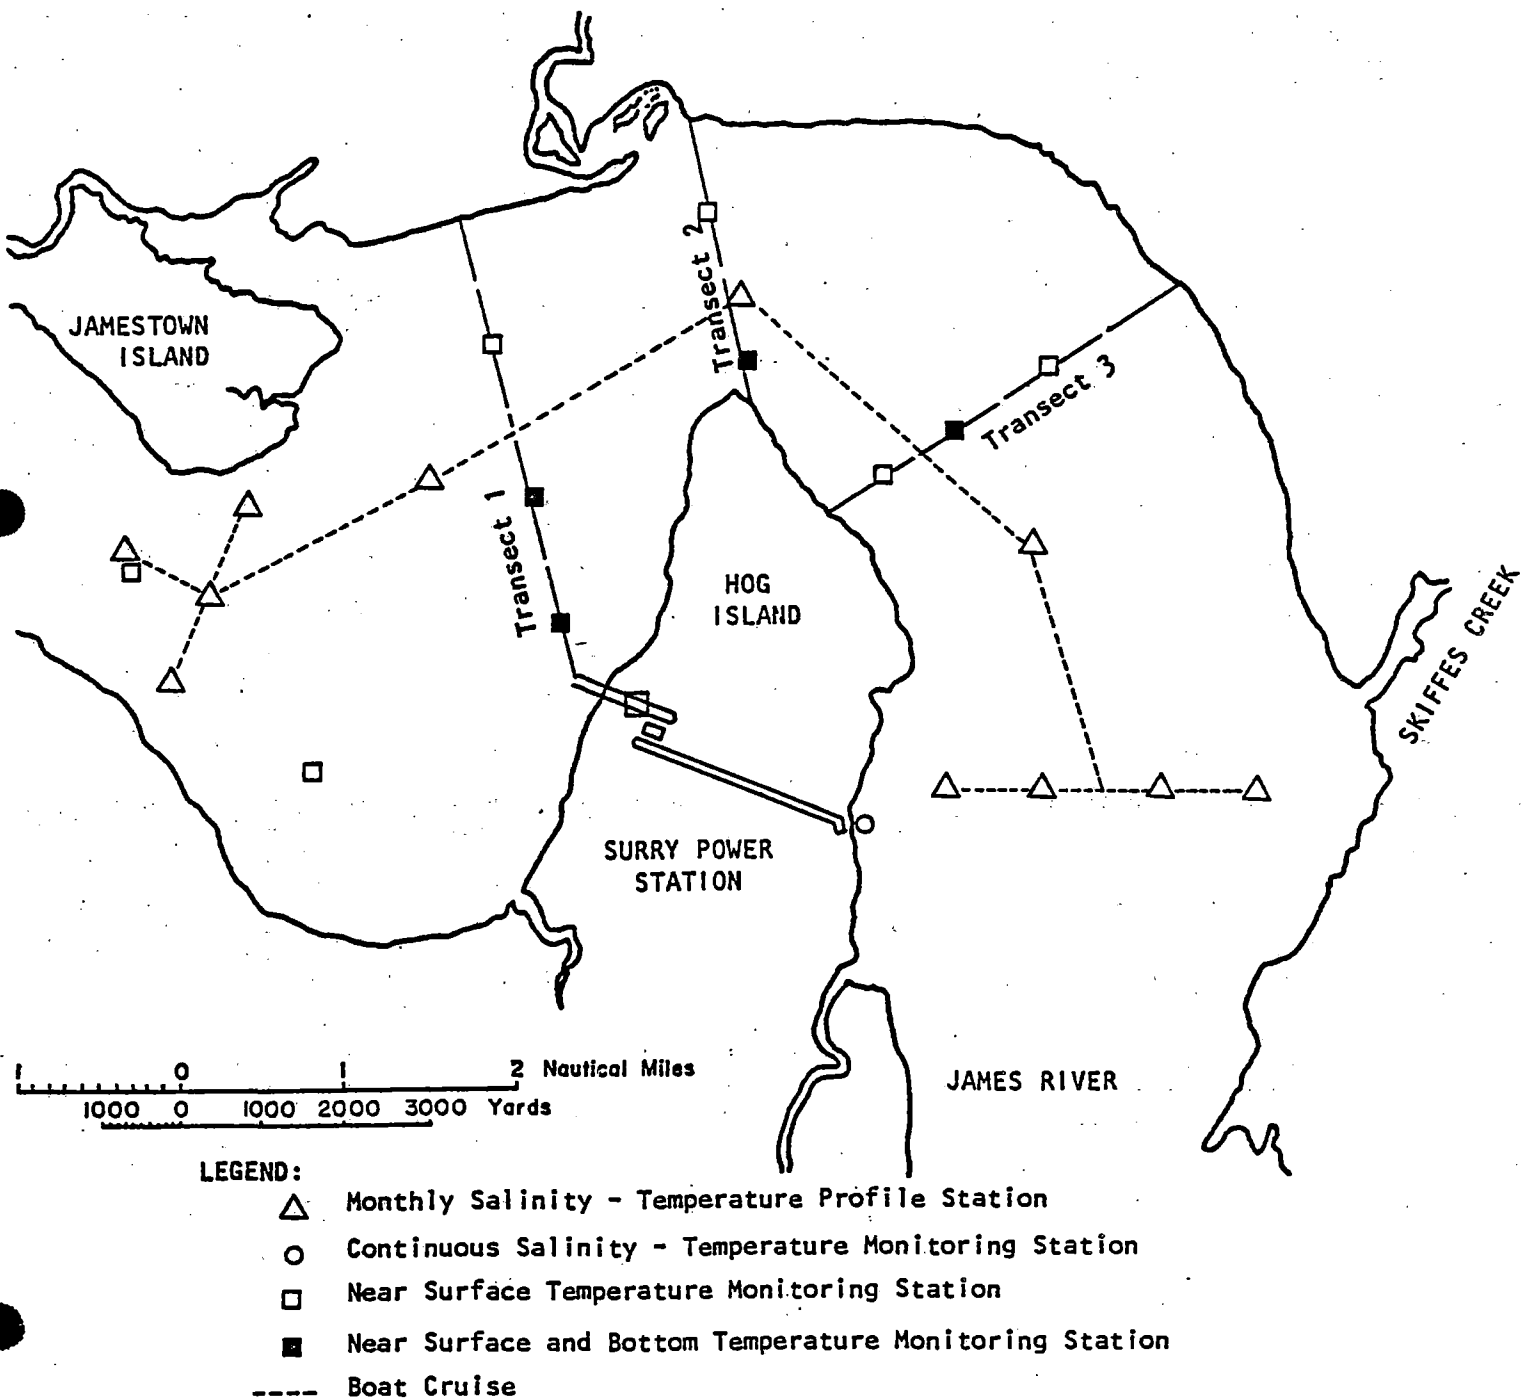 JAMESTOWN
ISLAND
Transect 1
Transect 2
Transect 3
HOG
ISLAND
SKIFFES CREEK
SURRY POWER
STATION
JAMES RIVER
1 0 1 2 Nautical Miles
1000 0 1000 2000 3000 Yards
LEGEND:
Monthly Salinity - Temperature Profile Station
Continuous Salinity - Temperature Monitoring Station
Near Surface Temperature Monitoring Station
Near Surface and Bottom Temperature Monitoring Station
Boat Cruise